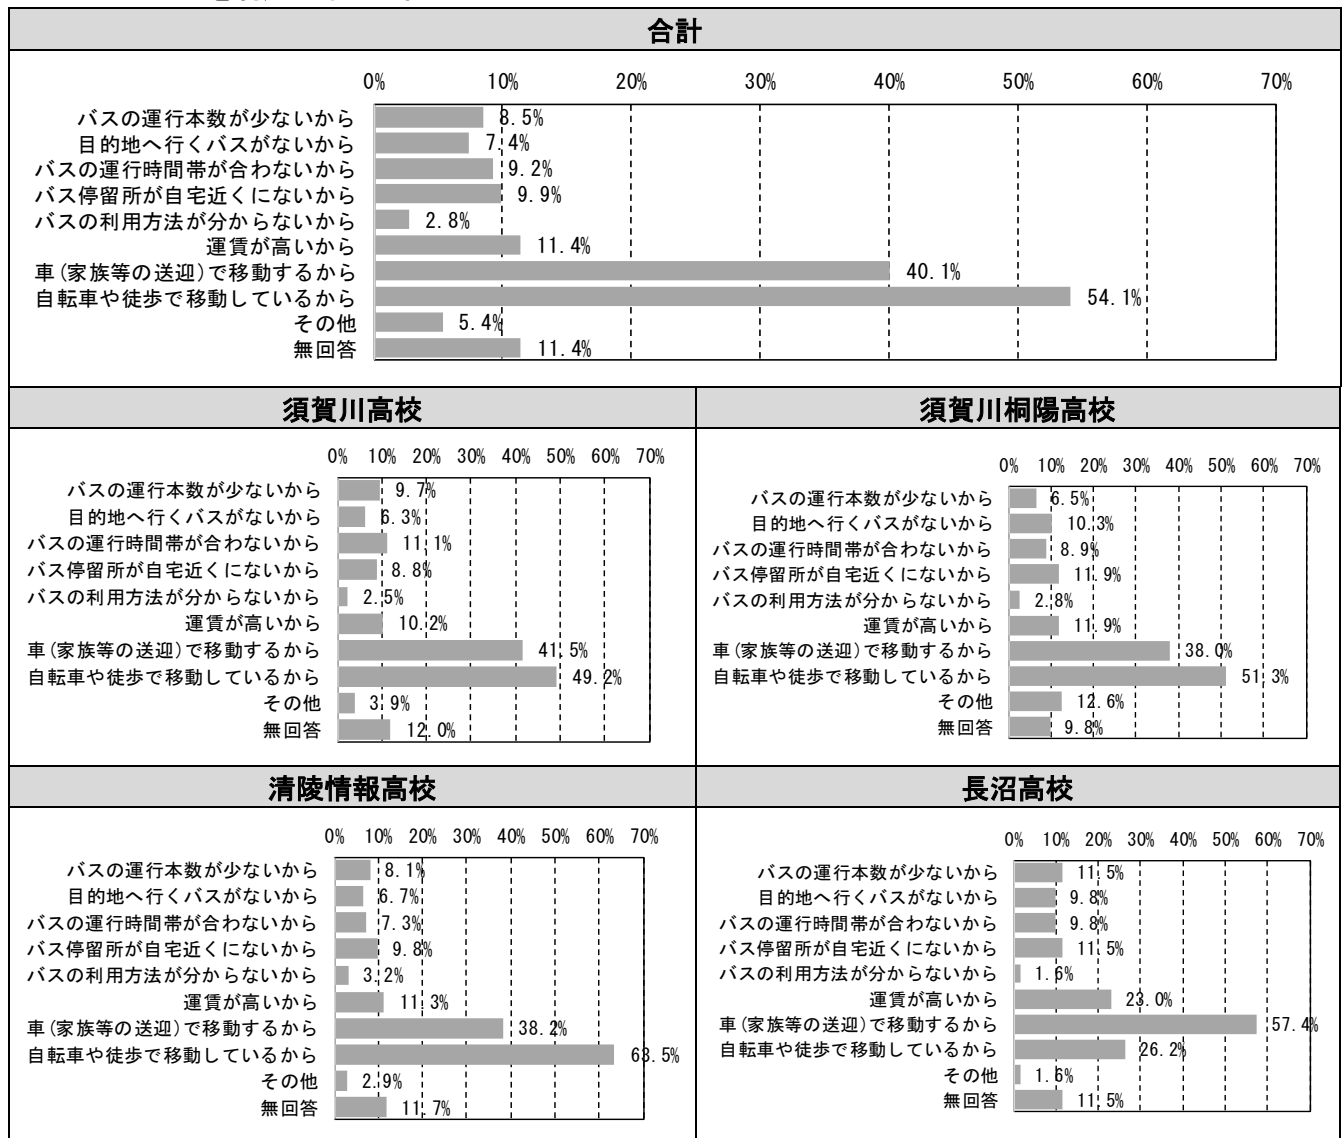 合計
0% 10% 20% 30% 40% 50% 60% 70%
バスの運行本数が少ないから 8.5%
目的地へ行くバスがないから 7.4%
バスの運行時間帯が合わないから 9.2%
バス停留所が自宅近くにないから 9.9%
バスの利用方法が分からないから 2.8%
運賃が高いから 11.4%
車(家族等の送迎)で移動するから 40.1%
自転車や徒歩で移動しているから 54.1%
その他 5.4%
無回答 11.4%
須賀川高校
0% 10% 20% 30% 40% 50% 60% 70%
バスの運行本数が少ないから 9.7%
目的地へ行くバスがないから 6.3%
バスの運行時間帯が合わないから 11.1%
バス停留所が自宅近くにないから 8.8%
バスの利用方法が分からないから 2.5%
運賃が高いから 10.2%
車(家族等の送迎)で移動するから 41.5%
自転車や徒歩で移動しているから 49.2%
その他 3.9%
無回答 12.0%
須賀川桐陽高校
0% 10% 20% 30% 40% 50% 60% 70%
バスの運行本数が少ないから 6.5%
目的地へ行くバスがないから 10.3%
バスの運行時間帯が合わないから 8.9%
バス停留所が自宅近くにないから 11.9%
バスの利用方法が分からないから 2.8%
運賃が高いから 11.9%
車(家族等の送迎)で移動するから 38.0%
自転車や徒歩で移動しているから 51.3%
その他 12.6%
無回答 9.8%
清陵情報高校
0% 10% 20% 30% 40% 50% 60% 70%
バスの運行本数が少ないから 8.1%
目的地へ行くバスがないから 6.7%
バスの運行時間帯が合わないから 7.3%
バス停留所が自宅近くにないから 9.8%
バスの利用方法が分からないから 3.2%
運賃が高いから 11.3%
車(家族等の送迎)で移動するから 38.2%
自転車や徒歩で移動しているから 63.5%
その他 2.9%
無回答 11.7%
長沼高校
0% 10% 20% 30% 40% 50% 60% 70%
バスの運行本数が少ないから 11.5%
目的地へ行くバスがないから 9.8%
バスの運行時間帯が合わないから 9.8%
バス停留所が自宅近くにないから 11.5%
バスの利用方法が分からないから 1.6%
運賃が高いから 23.0%
車(家族等の送迎)で移動するから 57.4%
自転車や徒歩で移動しているから 26.2%
その他 1.6%
無回答 11.5%